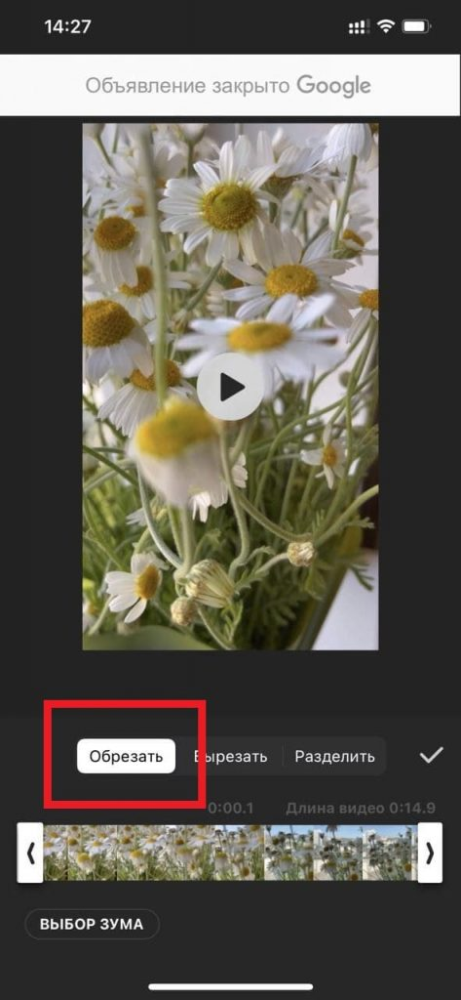 14:27
Объявление закрыто Google
Обрезать Вырезать Разделить
0:00.1 Длина видео 0:14.9
ВЫБОР ЗУМА